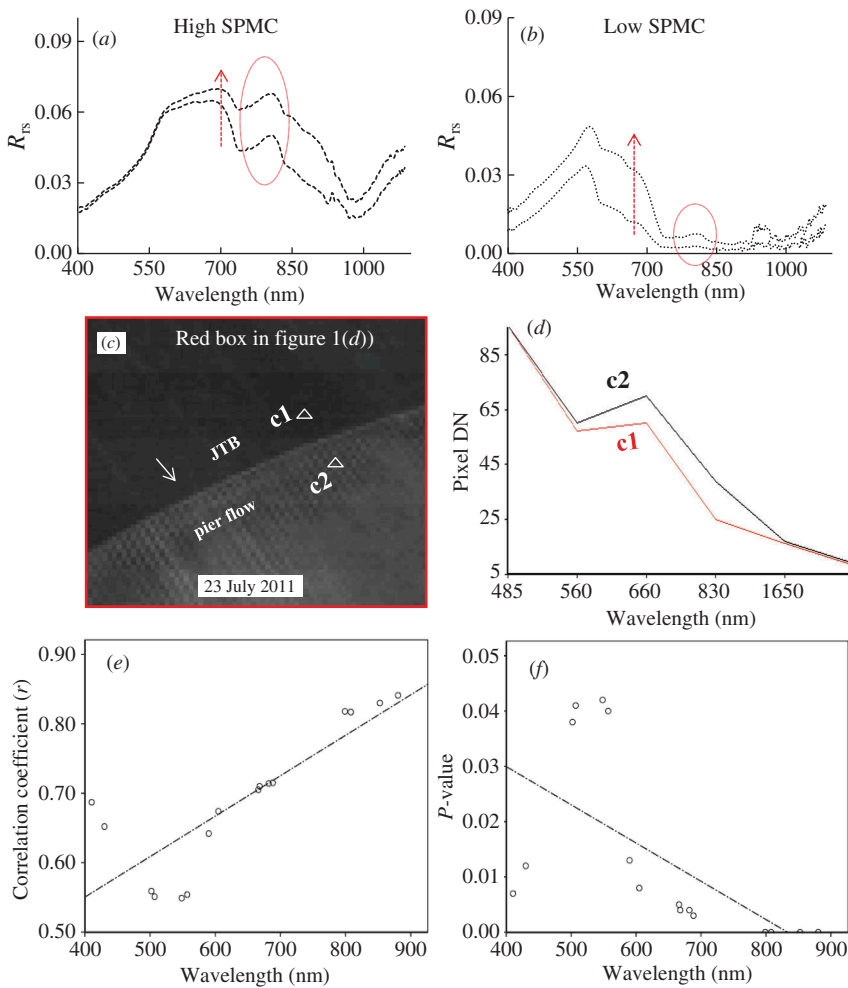 (a) High SPMC
0.09
0.06
0.03
0.00
R_rs
400 550 700 850 1000
Wavelength (nm)
(b) Low SPMC
0.09
0.06
0.03
0.00
R_rs
400 550 700 850 1000
Wavelength (nm)
(c) Red box in figure 1(d))
c1
JTB
c2
pier flow
23 July 2011
(d)
85
65
45
25
5
Pixel DN
c2
c1
485 560 660 830 1650
Wavelength (nm)
(e)
0.90
0.80
0.70
0.60
0.50
Correlation coefficient (r)
400 500 600 700 800 900
Wavelength (nm)
(f)
0.05
0.04
0.03
0.02
0.01
0.00
P-value
400 500 600 700 800 900
Wavelength (nm)